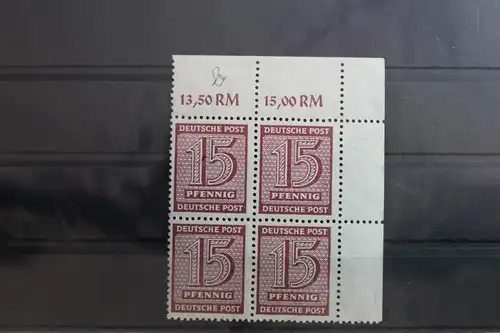 13,50 RM 15,00 RM
DEUTSCHE POST DEUTSCHE POST
15 15
PFENNIG PFENNIG
DEUTSCHE POST DEUTSCHE POST
DEUTSCHE POST DEUTSCHE POST
15 15
PFENNIG PFENNIG
DEUTSCHE POST DEUTSCHE POST